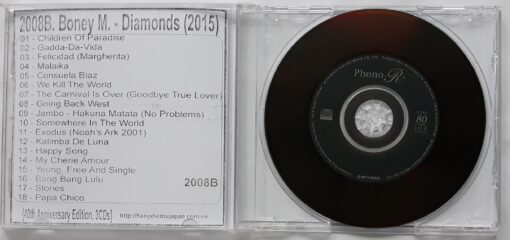 2008B. Boney M. - Diamonds (2015)
01 - Children Of Paradise
02 - Gadda-Da-Vida
03 - Felicidad (Margherita)
04 - Malaika
05 - Consuela Biaz
06 - We Kill The World
07 - The Carnival Is Over (Goodbye True Lover)
08 - Going Back West
09 - Jambo - Hakuna Matata (No Problems)
10 - Somewhere In The World
11 - Exodus (Noah's Ark 2001)
12 - Kalimba De Luna
13 - Happy Song
14 - My Cherie Amour
15 - Young, Free And Single
16 - Bang Bang Lulu
17 - Stories
18 - Papa Chico
2008B
(40th Anniversary Edition, 3CDs)
http://hangdientujapan.com.vn
Phono-R
80